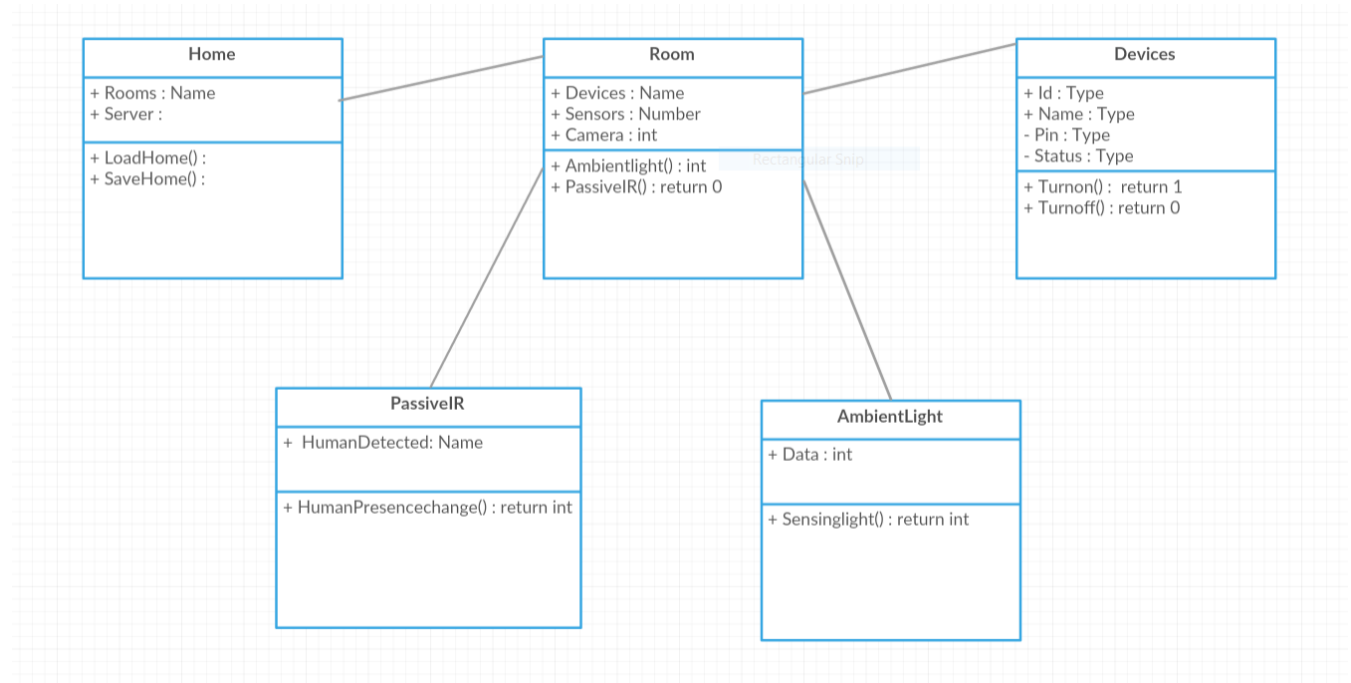 Home
+ Rooms : Name
+ Server :
+ LoadHome() :
+ SaveHome() :
Room
+ Devices : Name
+ Sensors : Number
+ Camera : int
+ Ambientlight() : int
+ PassiveIR() : return 0
Rectangular Snip
Devices
+ Id : Type
+ Name : Type
- Pin : Type
- Status : Type
+ Turnon() :  return 1
+ Turnoff() : return 0
PassiveIR
+  HumanDetected: Name
+ HumanPresencechange() : return int
AmbientLight
+ Data : int
+ Sensinglight() : return int